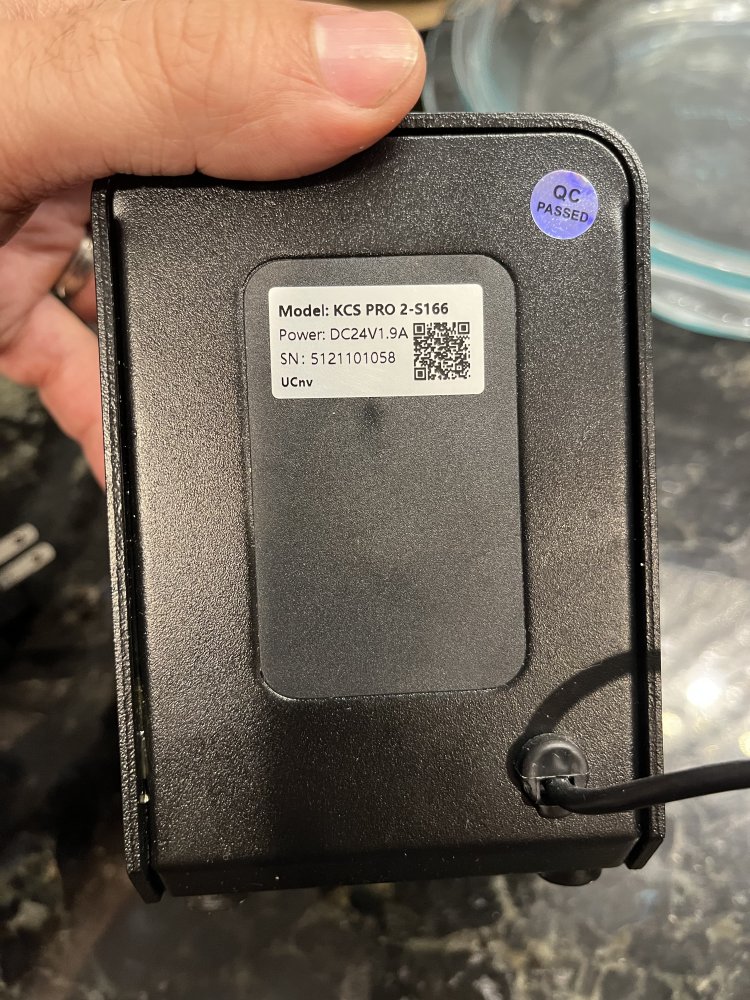 QC
PASSED
Model: KCS PRO 2-S166
Power: DC24V1.9A
SN: 5121101058
UCnv